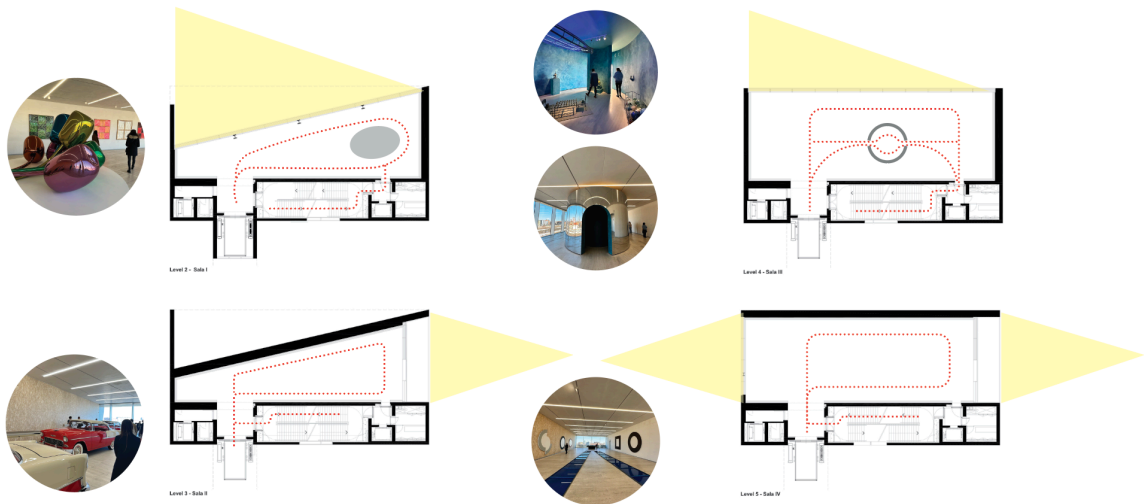 Level 2 - Sala I
Level 4 - Sala III
Level 3 - Sala II
Level 5 - Sala IV